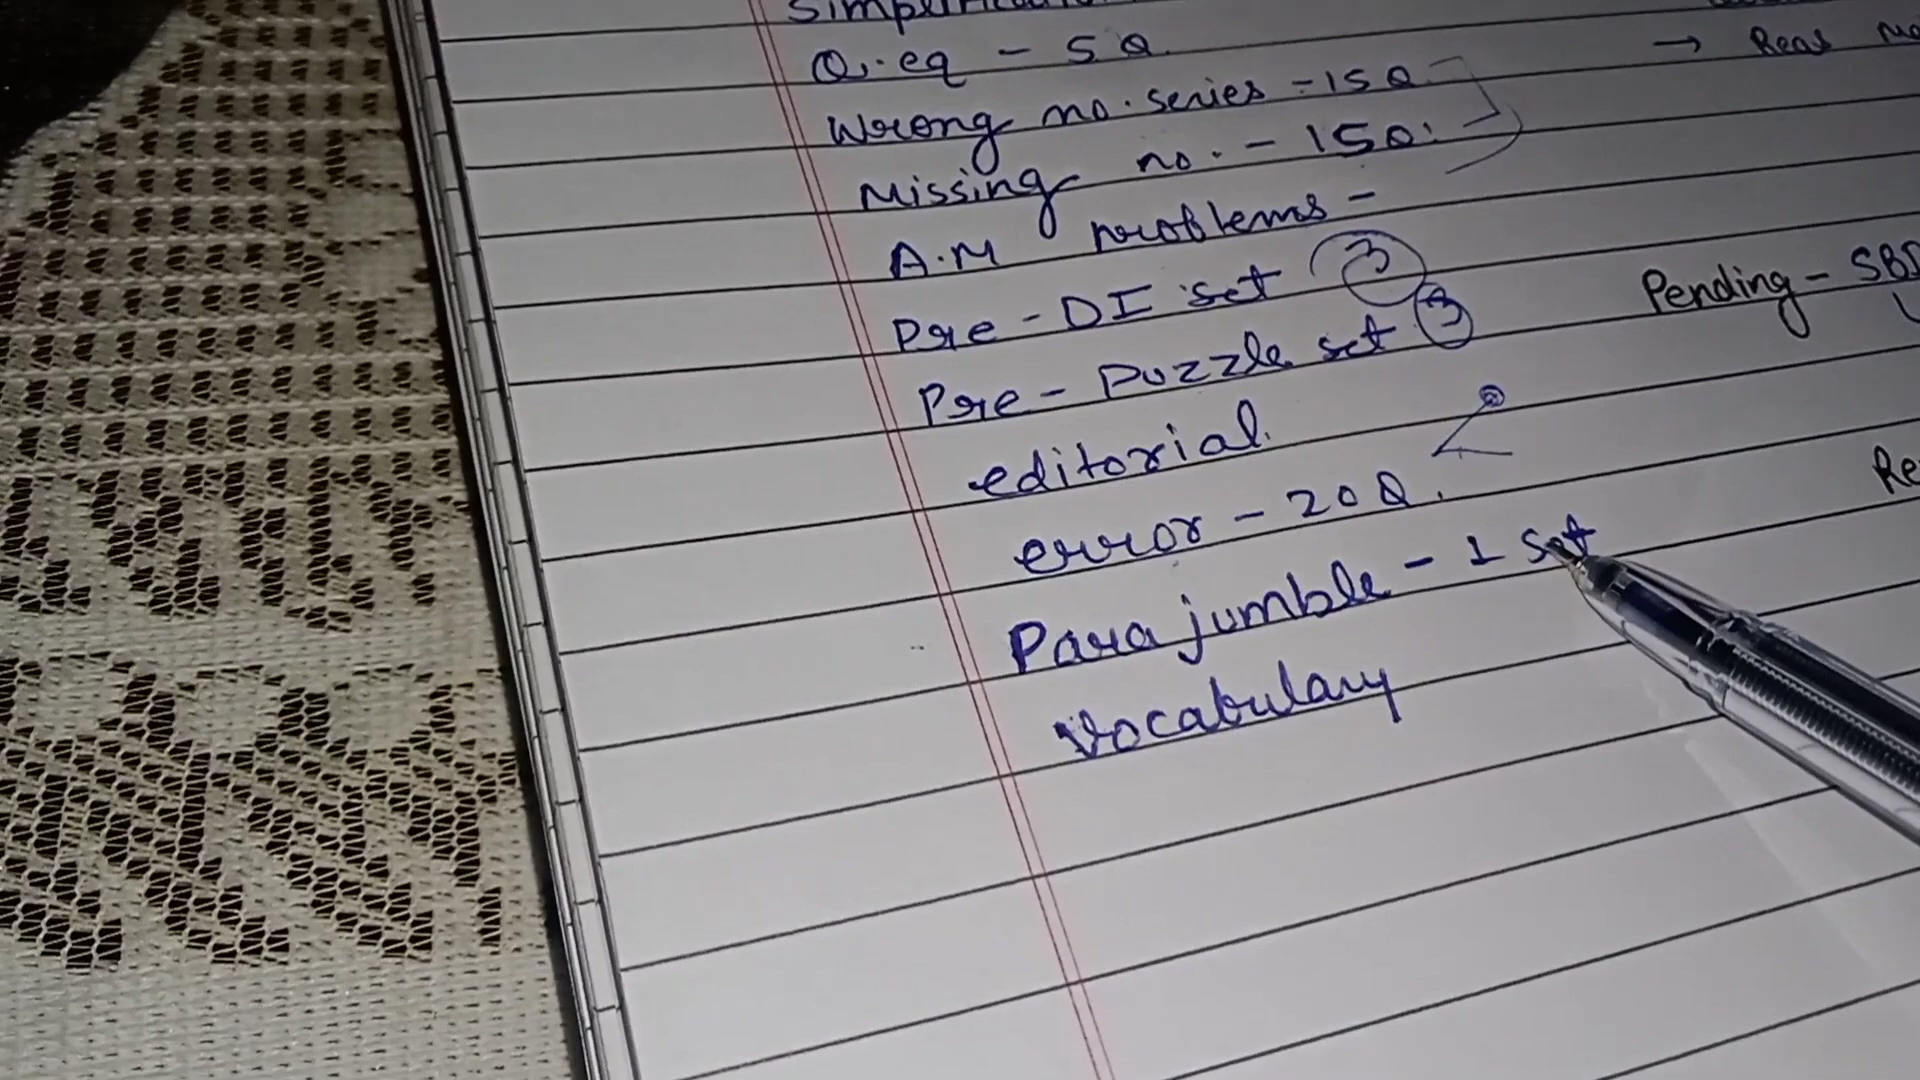 Q.eq - 5 Q
Wrong no. series - 15 Q
Missing no. - 15 Q.
A.M problems -
Pre - DI set 3
Pre - Puzzle set 3
editorial
error - 20 Q.
Para jumble - 1 set
Vocabulary
→
Pending - SBI